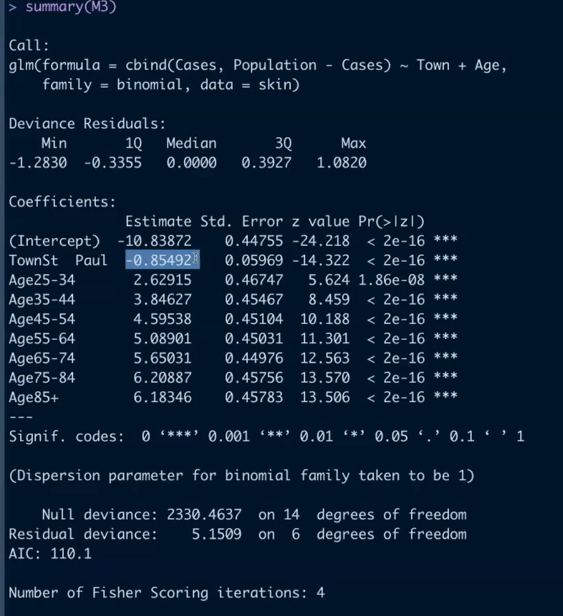 > summary(M3)
Call:
glm(formula = cbind(Cases, Population - Cases) ~ Town + Age,
family = binomial, data = skin)
Deviance Residuals:
Min 1Q Median 3Q Max
-1.2830 -0.3355 0.0000 0.3927 1.0820
Coefficients:
Estimate Std. Error z value Pr(>|z|)
(Intercept) -10.83872 0.44755 -24.218 < 2e-16 ***
TownSt Paul -0.85492 0.05969 -14.322 < 2e-16 ***
Age25-34 2.62915 0.46747 5.624 1.86e-08 ***
Age35-44 3.84627 0.45467 8.459 < 2e-16 ***
Age45-54 4.59538 0.45104 10.188 < 2e-16 ***
Age55-64 5.08901 0.45031 11.301 < 2e-16 ***
Age65-74 5.65031 0.44976 12.563 < 2e-16 ***
Age75-84 6.20887 0.45756 13.570 < 2e-16 ***
Age85+ 6.18346 0.45783 13.506 < 2e-16 ***
---
Signif. codes: 0 ‘***’ 0.001 ‘**’ 0.01 ‘*’ 0.05 ‘.’ 0.1 ‘ ’ 1
(Dispersion parameter for binomial family taken to be 1)
Null deviance: 2330.4637 on 14 degrees of freedom
Residual deviance: 5.1509 on 6 degrees of freedom
AIC: 110.1
Number of Fisher Scoring iterations: 4